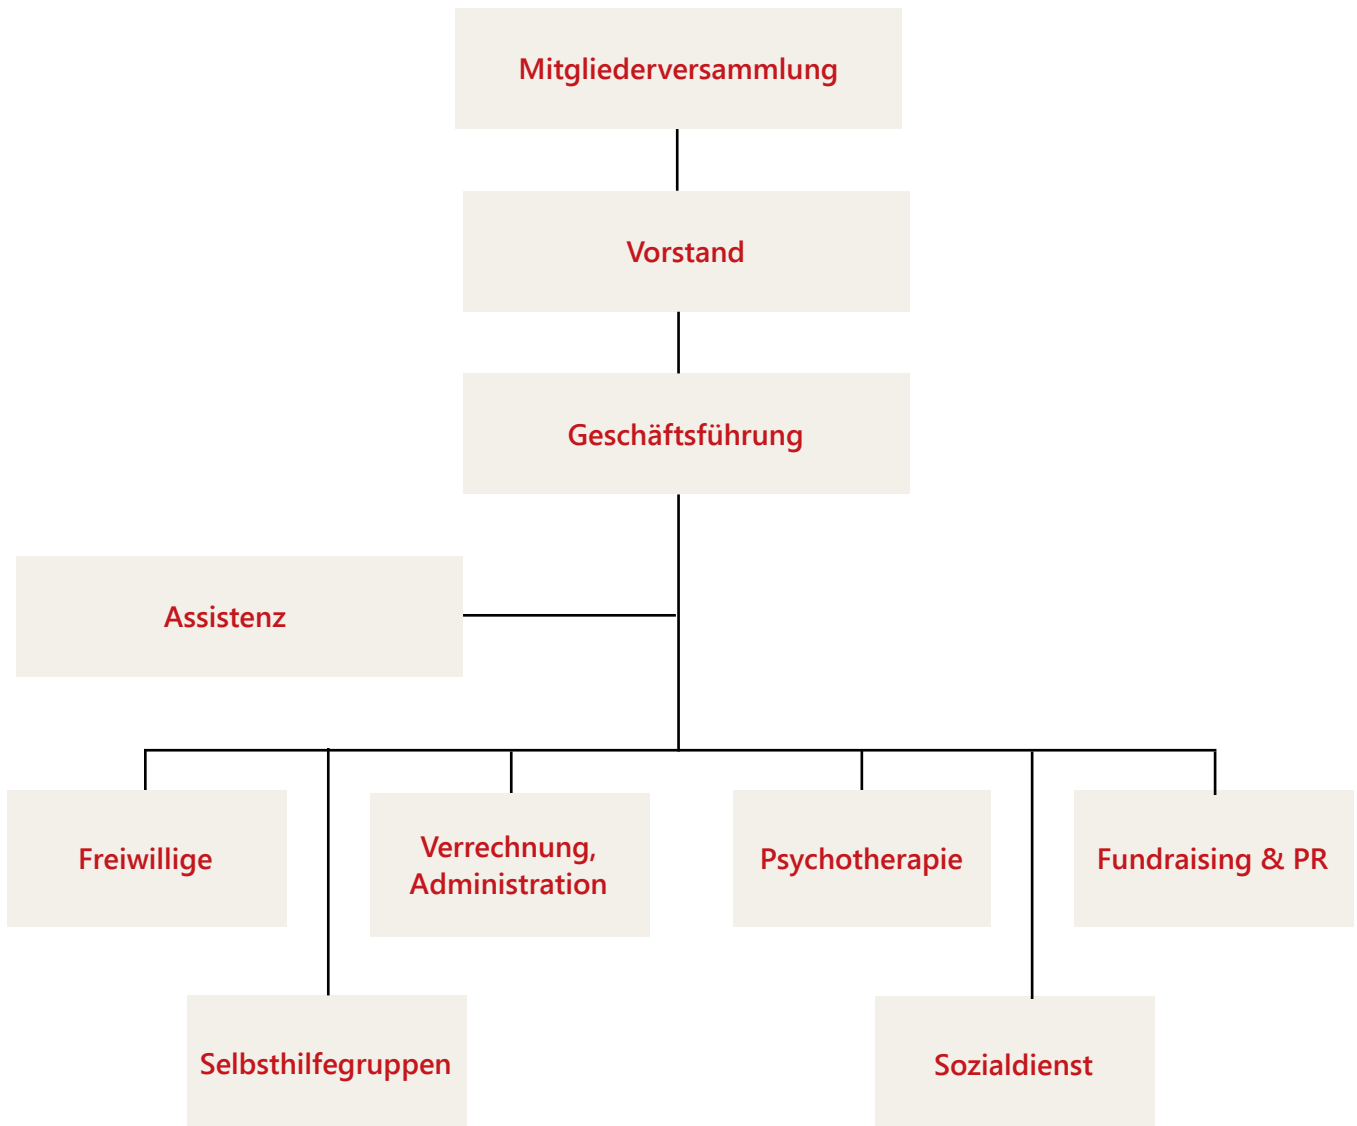 Mitgliederversammlung
Vorstand
Geschäftsführung
Assistenz
Freiwillige
Verrechnung,
Administration
Psychotherapie
Fundraising & PR
Selbsthilfegruppen
Sozialdienst